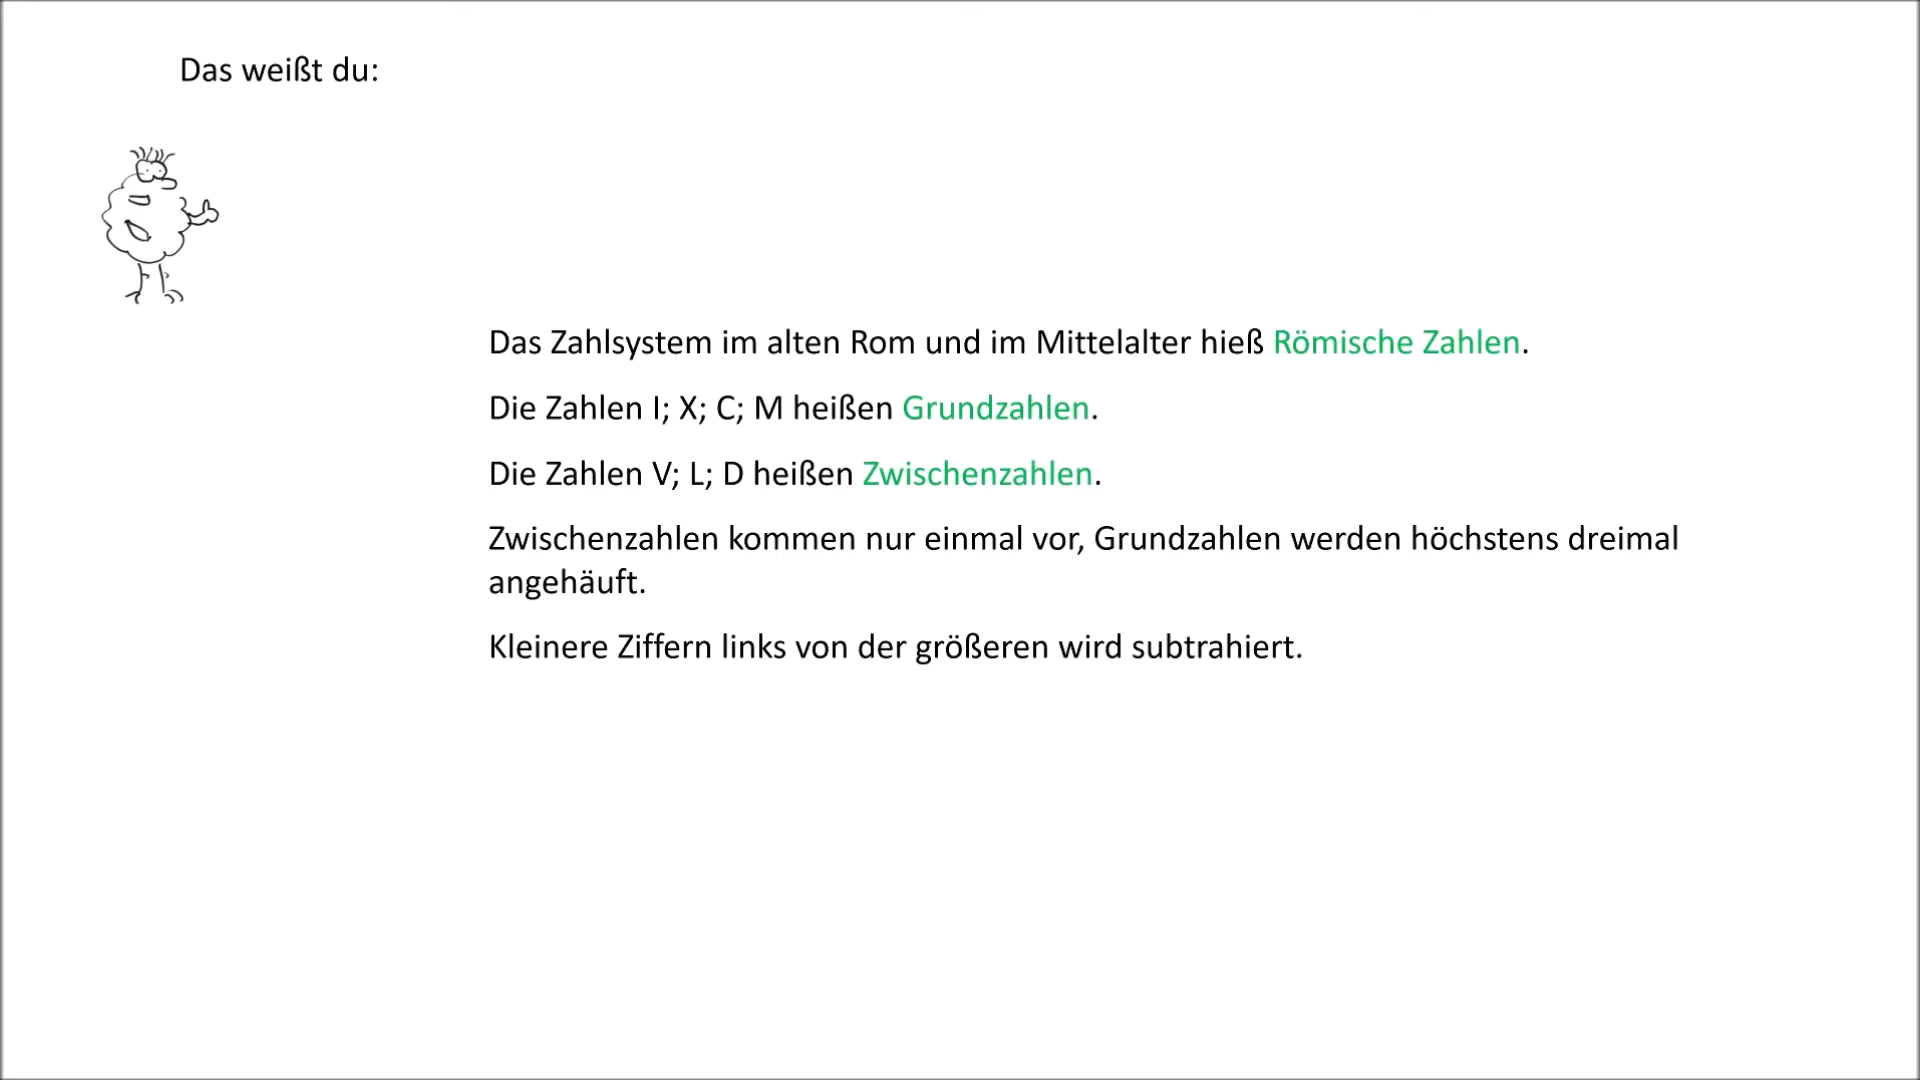 Das weißt du:
Das Zahlsystem im alten Rom und im Mittelalter hieß Römische Zahlen.
Die Zahlen I; X; C; M heißen Grundzahlen.
Die Zahlen V; L; D heißen Zwischenzahlen.
Zwischenzahlen kommen nur einmal vor, Grundzahlen werden höchstens dreimal
angehäuft.
Kleinere Ziffern links von der größeren wird subtrahiert.